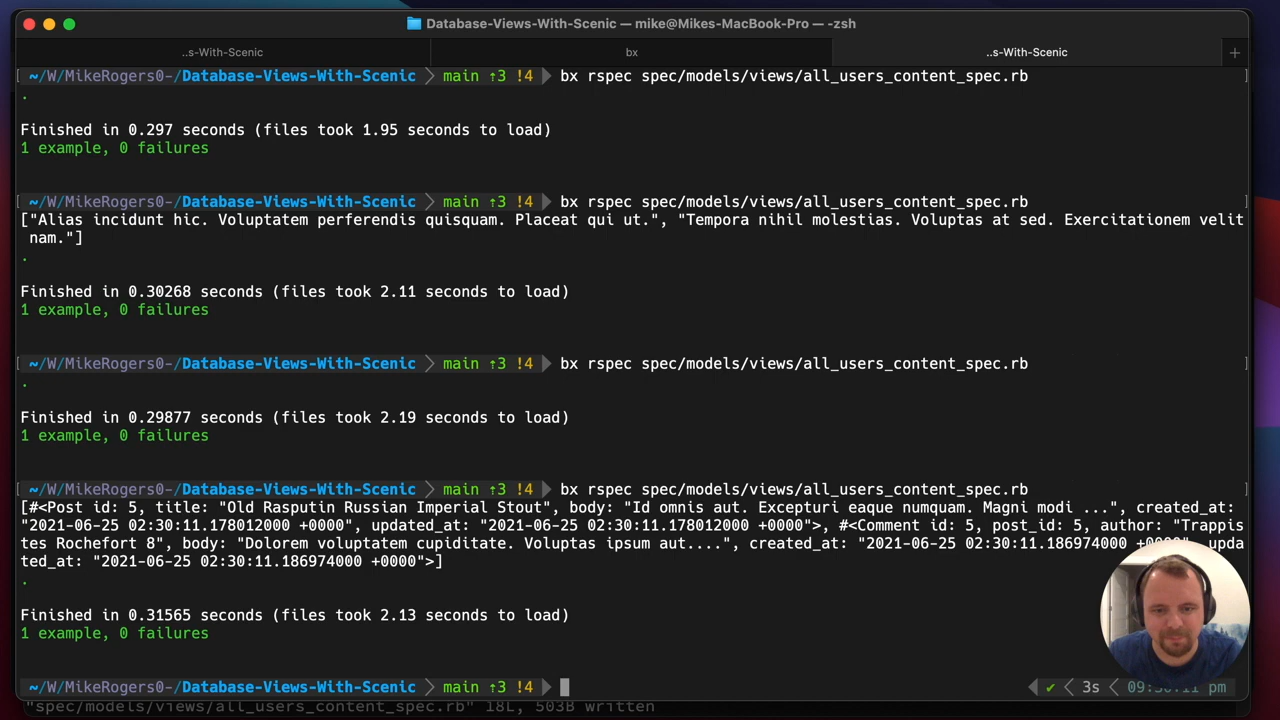 Database-Views-With-Scenic — mike@Mikes-MacBook-Pro — -zsh
..s-With-Scenic
bx
..s-With-Scenic
~/W/MikeRogers0-/Database-Views-With-Scenic main ↑3 !4 bx rspec spec/models/views/all_users_content_spec.rb
.
Finished in 0.297 seconds (files took 1.95 seconds to load)
1 example, 0 failures
~/W/MikeRogers0-/Database-Views-With-Scenic main ↑3 !4 bx rspec spec/models/views/all_users_content_spec.rb
["Alias incidunt hic. Voluptatem perferendis quisquam. Placeat qui ut.", "Tempora nihil molestias. Voluptas at sed. Exercitationem velit
nam."]
.
Finished in 0.30268 seconds (files took 2.11 seconds to load)
1 example, 0 failures
~/W/MikeRogers0-/Database-Views-With-Scenic main ↑3 !4 bx rspec spec/models/views/all_users_content_spec.rb
.
Finished in 0.29877 seconds (files took 2.19 seconds to load)
1 example, 0 failures
~/W/MikeRogers0-/Database-Views-With-Scenic main ↑3 !4 bx rspec spec/models/views/all_users_content_spec.rb
[#<Post id: 5, title: "Old Rasputin Russian Imperial Stout", body: "Id omnis aut. Excepturi eaque numquam. Magni modi ...", created_at:
"2021-06-25 02:30:11.178012000 +0000", updated_at: "2021-06-25 02:30:11.178012000 +0000">, #<Comment id: 5, post_id: 5, author: "Trappis
tes Rochefort 8", body: "Dolorem voluptatem cupiditate. Voluptas ipsum aut....", created_at: "2021-06-25 02:30:11.186974000 +0000", upda
ted_at: "2021-06-25 02:30:11.186974000 +0000">]
.
Finished in 0.31565 seconds (files took 2.13 seconds to load)
1 example, 0 failures
~/W/MikeRogers0-/Database-Views-With-Scenic main ↑3 !4 ✔ 3s pm
"spec/models/views/all_users_content_spec.rb" 18L, 503B written